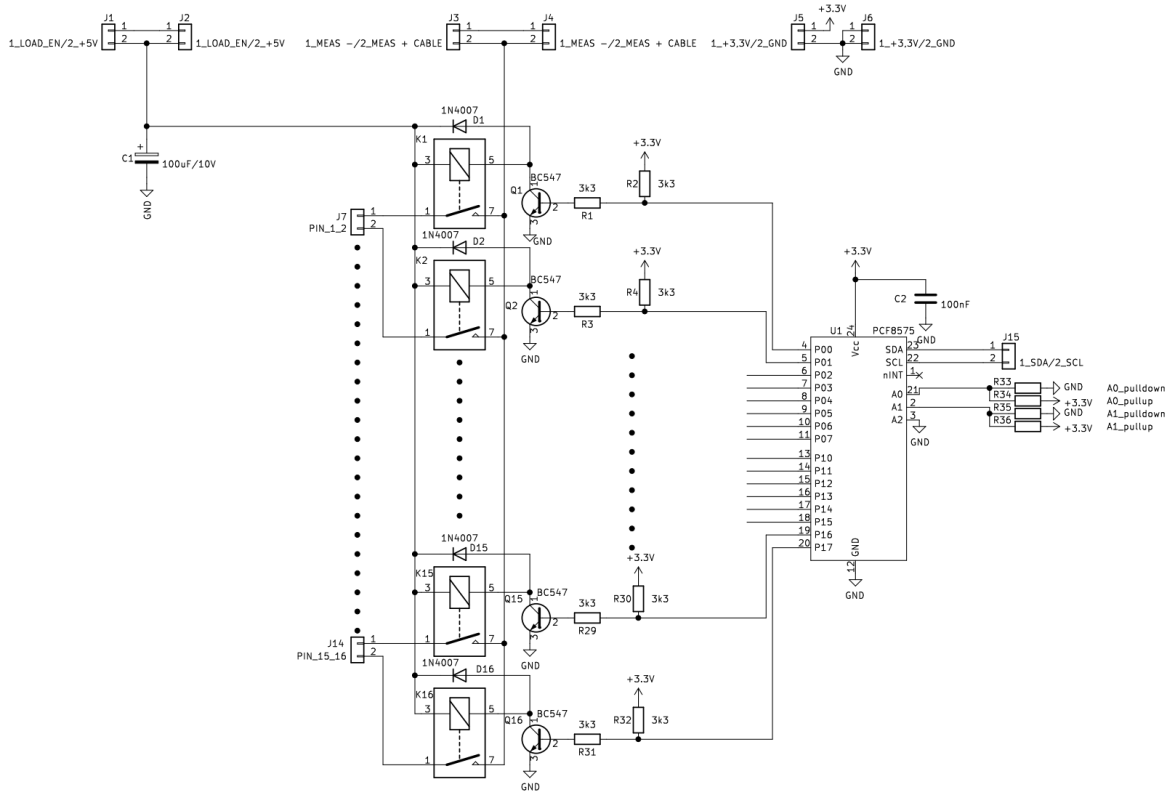 J1
J2
J3
J4
J5
+3.3V
J6
1
1
1
1
1
1
2
2
2
2
2
2
1_LOAD_EN/2_+5V
1_LOAD_EN/2_+5V
1_MEAS -/2_MEAS + CABLE
1_MEAS -/2_MEAS + CABLE
1_+3.3V/2_GND
1_+3.3V/2_GND
GND
1N4007
D1
K1
+
C1
100uF/10V
GND
3
5
+3.3V
R2
3k3
BC547
Q1
1
2
3
3k3
R1
GND
J7
PIN_1_2
1
2
1
7
1N4007
D2
K2
3
5
+3.3V
R4
3k3
BC547
Q2
1
2
3
3k3
R3
GND
1
7
+3.3V
C2
100nF
GND
U1
PCF8575
24
Vcc
4
P00
5
P01
6
P02
7
P03
8
P04
9
P05
10
P06
11
P07
13
P10
14
P11
15
P12
16
P13
17
P14
18
P15
19
P16
20
P17
SDA
23
SCL
22
nINT
1
A0
21
A1
2
A2
3
GND
GND
12
GND
J15
1
2
1_SDA/2_SCL
R33
GND
A0_pulldown
R34
+3.3V
A0_pullup
R35
GND
A1_pulldown
R36
+3.3V
A1_pullup
1N4007
D15
K15
3
5
+3.3V
R30
3k3
BC547
Q15
1
2
3
3k3
R29
GND
J14
PIN_15_16
1
2
1
7
1N4007
D16
K16
3
5
+3.3V
R32
3k3
BC547
Q16
1
2
3
3k3
R31
GND
1
7